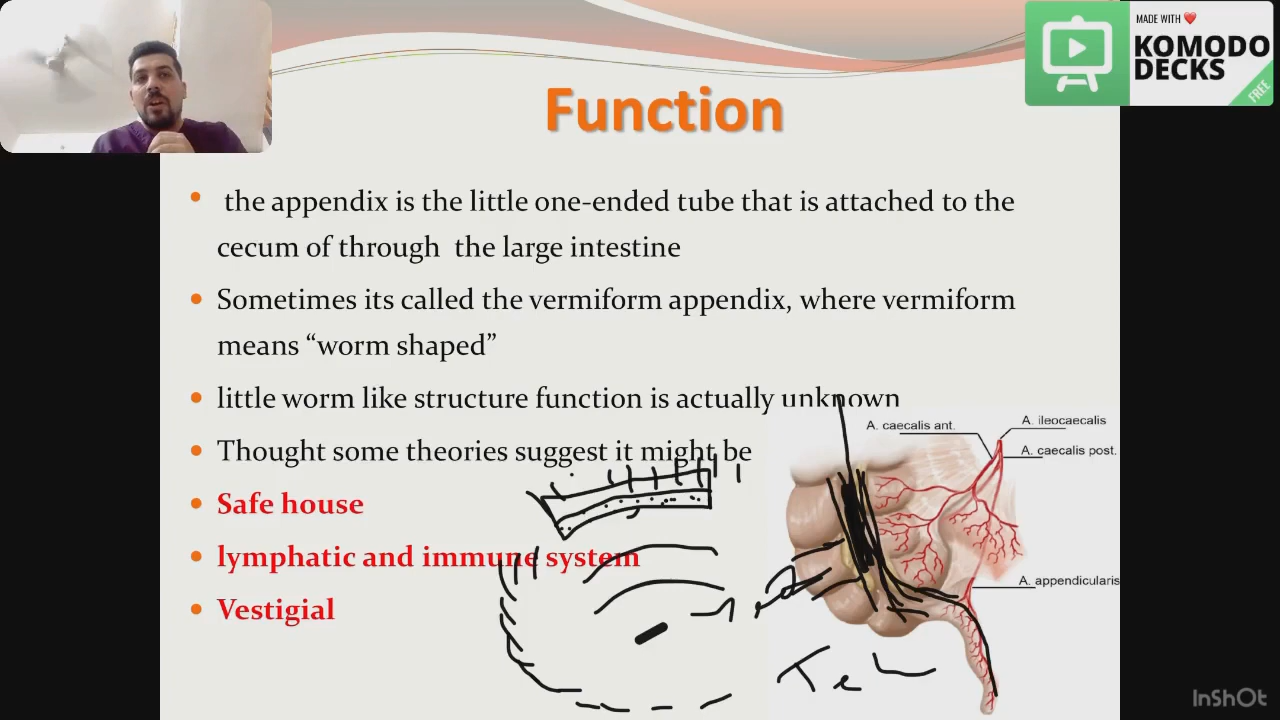 MADE WITH ❤️
KOMODO
DECKS
FREE
Function
• the appendix is the little one-ended tube that is attached to the
cecum of through the large intestine
• Sometimes its called the vermiform appendix, where vermiform
means “worm shaped”
• little worm like structure function is actually unknown
• Thought some theories suggest it might be
• Safe house
• lymphatic and immune system
• Vestigial
A. caecalis ant.
A. ileocaecalis
A. caecalis post.
A. appendicularis
InShOt